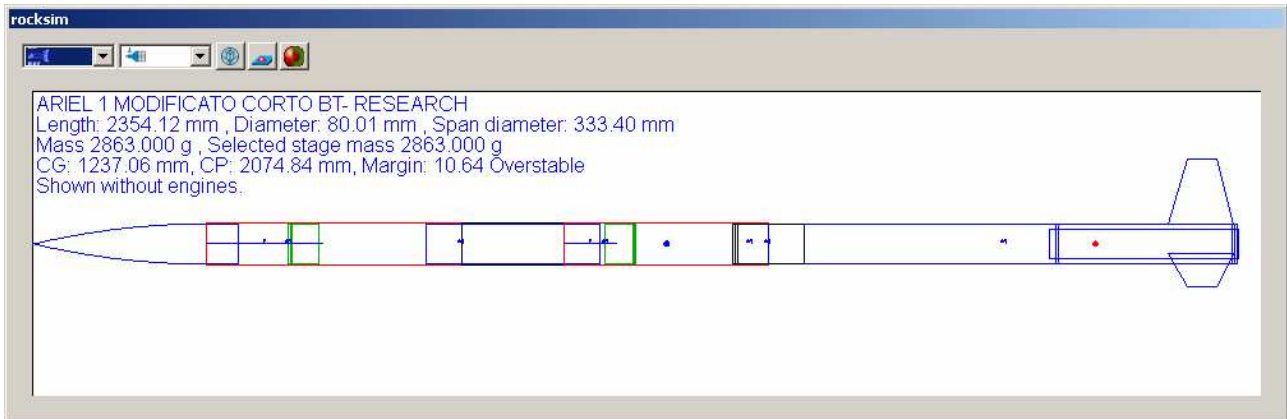 rocksim
ARIEL 1 MODIFICATO CORTO BT- RESEARCH
Length: 2354.12 mm , Diameter: 80.01 mm , Span diameter: 333.40 mm
Mass 2863.000 g , Selected stage mass 2863.000 g
CG: 1237.06 mm, CP: 2074.84 mm, Margin: 10.64 Overstable
Shown without engines.